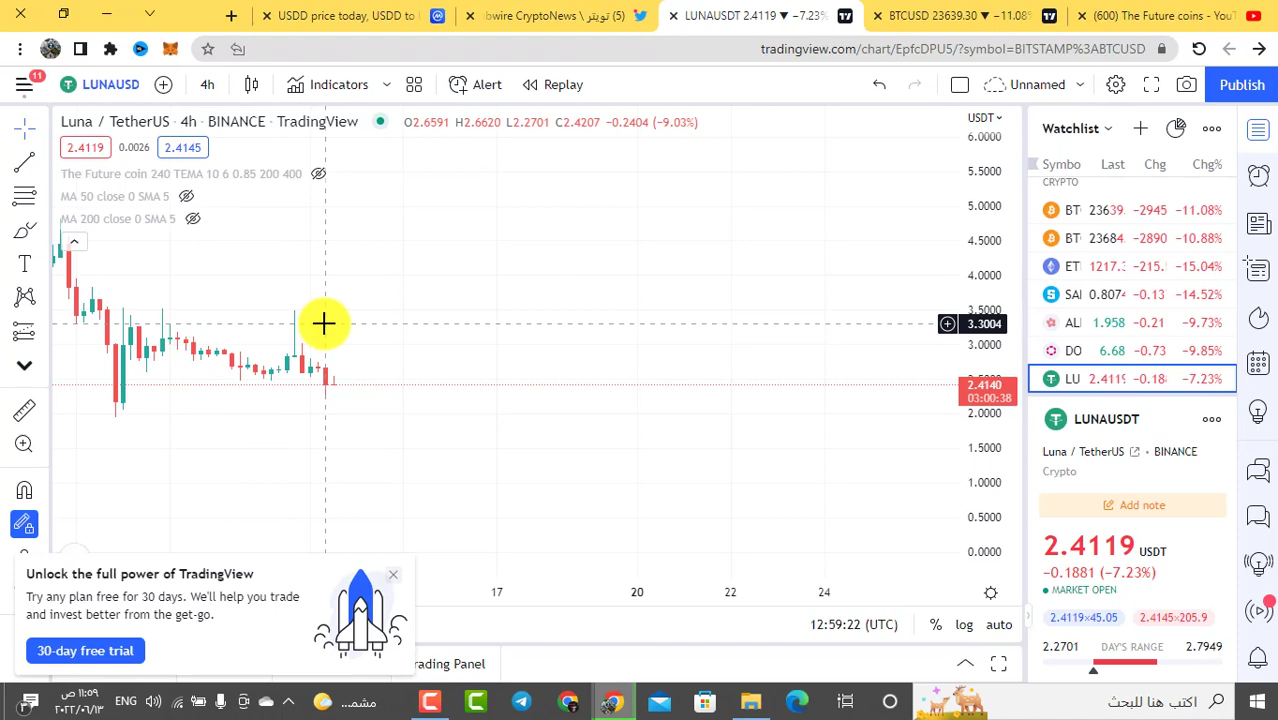 USDD price today, USDD to
(5) تويتر \ bwire CryptoNews
LUNAUSDT 2.4119 ▼ −7.23%
BTCUSD 23639.30 ▼ −11.08%
(600) The Future coins - You
tradingview.com/chart/EpfcDPU5/?symbol=BITSTAMP%3ABTCUSD
11
LUNAUSD
4h
Indicators
Alert
Replay
Unnamed
Publish
Luna / TetherUS · 4h · BINANCE · TradingView
O2.6591 H2.6620 L2.2701 C2.4207 −0.2404 (−9.03%)
2.4119
0.0026
2.4145
The Future coin 240 TEMA 10 6 0.85 200 400
MA 50 close 0 SMA 5
MA 200 close 0 SMA 5
USDT
6.0000
5.5000
5.0000
4.5000
4.0000
3.5000
3.3004
3.0000
2.4140
03:00:38
2.0000
1.5000
1.0000
0.5000
0.0000
17
20
22
24
12:59:22 (UTC)
%
log
auto
Unlock the full power of TradingView
Try any plan free for 30 days. We'll help you trade
and invest better from the get-go.
30-day free trial
rading Panel
Watchlist
Symbo Last Chg Chg%
CRYPTO
BT 23639. −2945 −11.08%
BT 23684. −2890 −10.88%
ETI 1217.3 −215. −15.04%
SAI 0.8074 −0.13 −14.52%
ALI 1.958 −0.21 −9.73%
DO 6.68 −0.73 −9.85%
LU 2.4119 −0.18 −7.23%
LUNAUSDT
Luna / TetherUS · BINANCE
Crypto
Add note
2.4119 USDT
−0.1881 (−7.23%)
MARKET OPEN
2.4119×45.05
2.4145×205.9
2.2701 DAY'S RANGE 2.7949
١١:٠٩ ص
٢٠٢٢/٠٦/١٣
ENG
مشمـ...
اكتب هنا للبحث